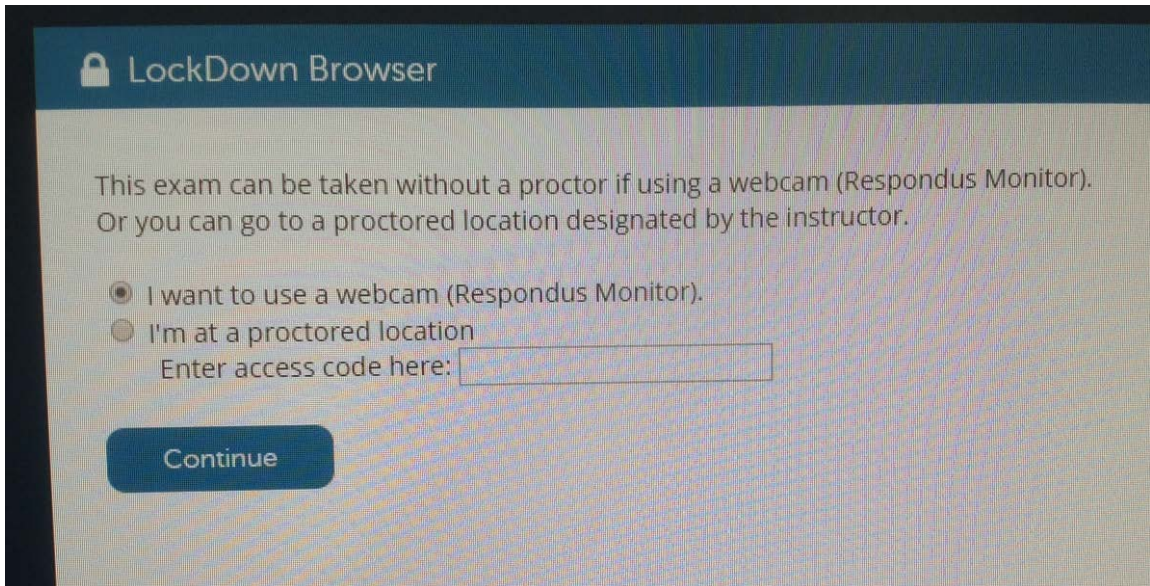 LockDown Browser
This exam can be taken without a proctor if using a webcam (Respondus Monitor).
Or you can go to a proctored location designated by the instructor.
I want to use a webcam (Respondus Monitor).
I'm at a proctored location
Enter access code here:
Continue